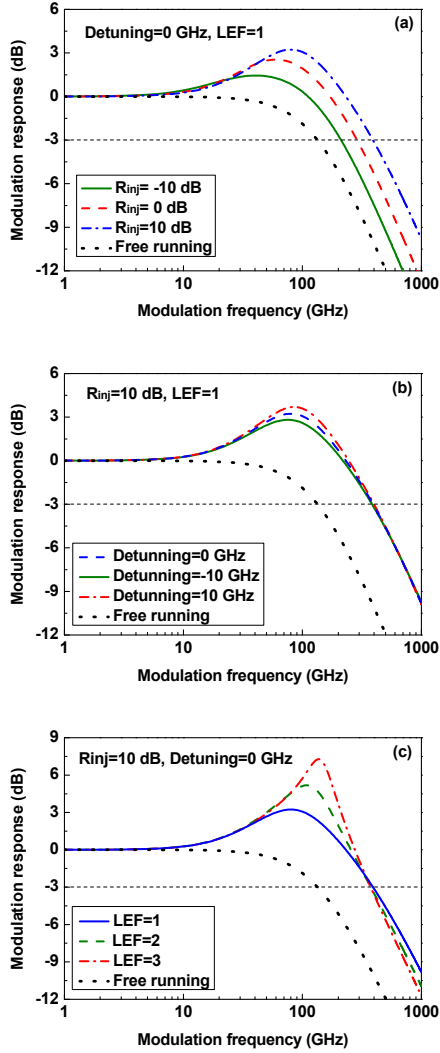 (a)
Detuning=0 GHz, LEF=1
6
3
0
-3
-6
-9
-12
Modulation response (dB)
Rinj= -10 dB
Rinj= 0 dB
Rinj=10 dB
Free running
1 10 100 1000
Modulation frequency (GHz)
(b)
Rinj=10 dB, LEF=1
6
3
0
-3
-6
-9
-12
Modulation response (dB)
Detunning=0 GHz
Detunning=-10 GHz
Detunning=10 GHz
Free running
1 10 100 1000
Modulation frequency (GHz)
(c)
Rinj=10 dB, Detuning=0 GHz
9
6
3
0
-3
-6
-9
-12
Modulation response (dB)
LEF=1
LEF=2
LEF=3
Free running
1 10 100 1000
Modulation frequency (GHz)